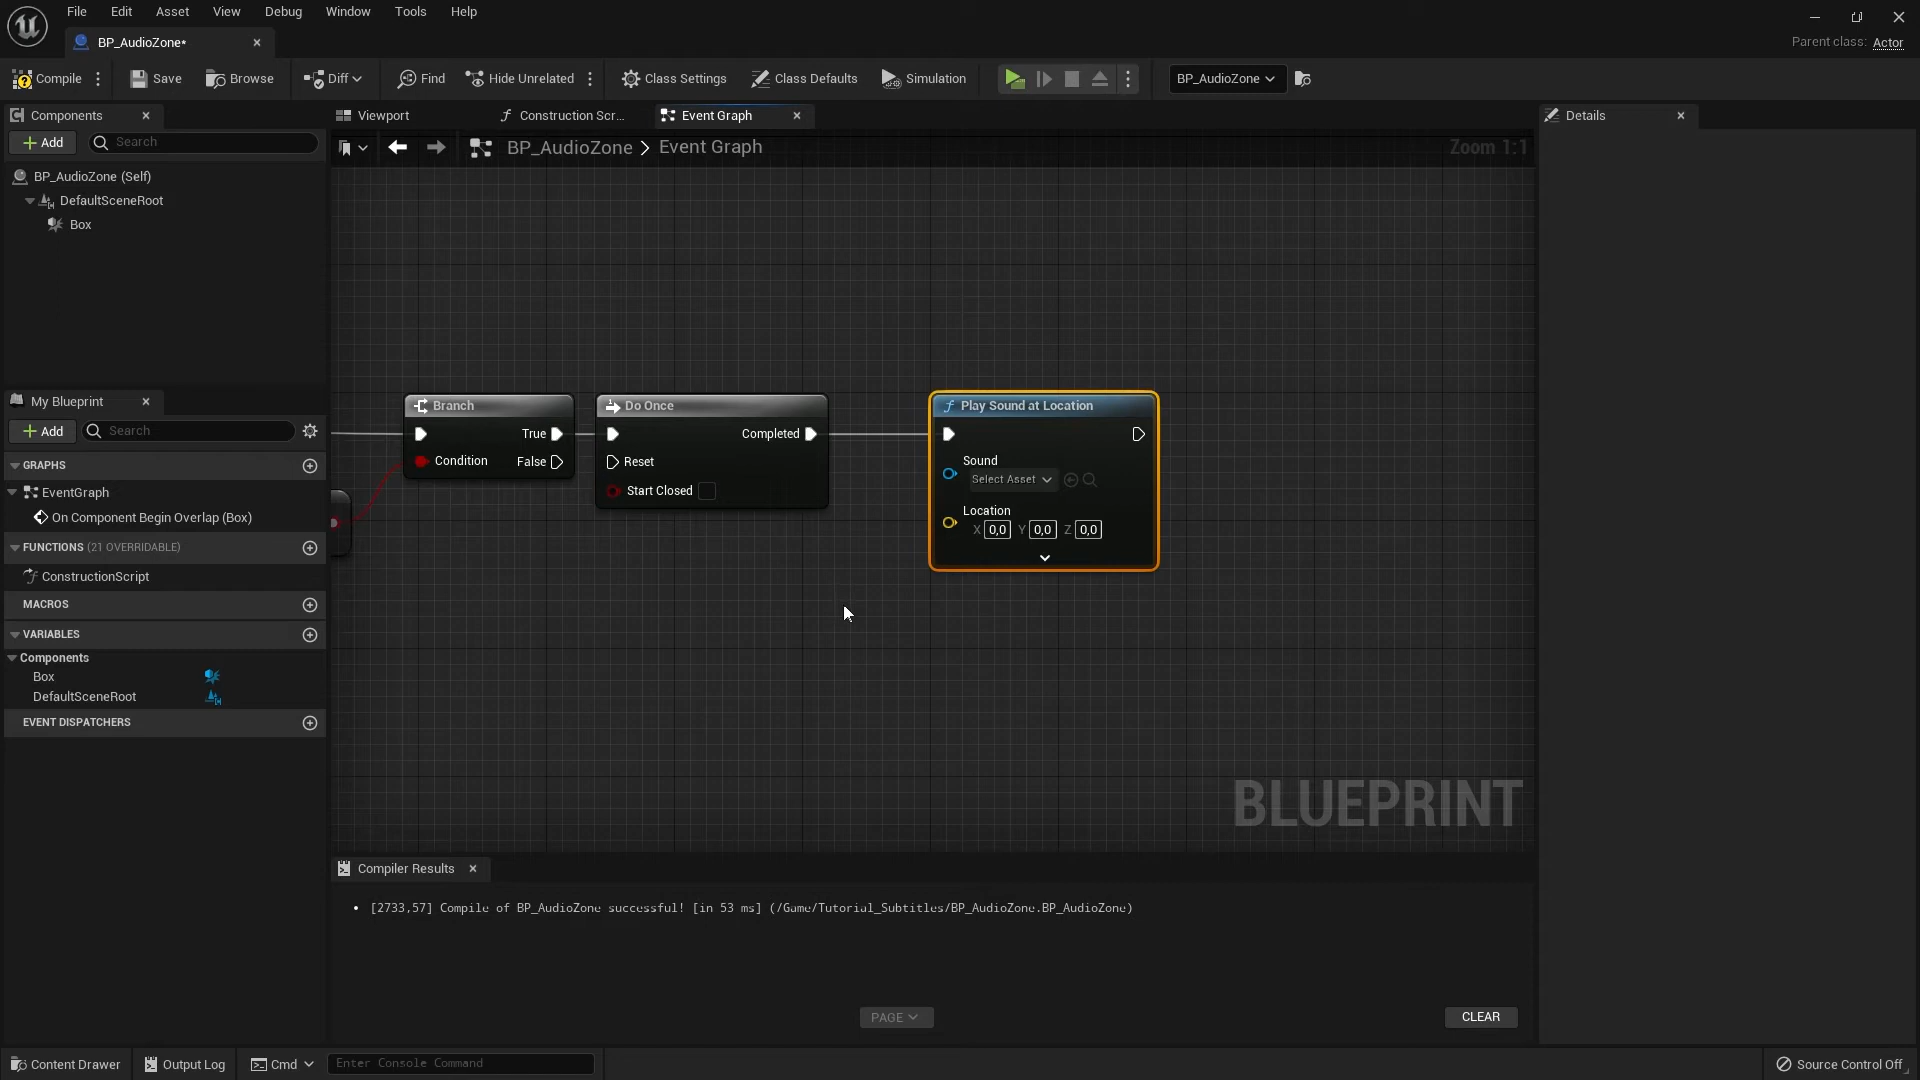 File Edit Asset View Debug Window Tools Help
BP_AudioZone*
Parent class: Actor
Compile Save Browse Diff Find Hide Unrelated Class Settings Class Defaults Simulation BP_AudioZone
Components
Add Search
BP_AudioZone (Self)
DefaultSceneRoot
Box
Viewport Construction Scr... Event Graph
BP_AudioZone > Event Graph
Zoom 1:1
Details
Branch
True
Condition False
Do Once
Completed
Reset
Start Closed
Play Sound at Location
Sound
Select Asset
Location
X 0,0 Y 0,0 Z 0,0
BLUEPRINT
My Blueprint
Add Search
GRAPHS
EventGraph
On Component Begin Overlap (Box)
FUNCTIONS (21 OVERRIDABLE)
ConstructionScript
MACROS
VARIABLES
Components
Box
DefaultSceneRoot
EVENT DISPATCHERS
Compiler Results
[2733,57] Compile of BP_AudioZone successful! [in 53 ms] (/Game/Tutorial_Subtitles/BP_AudioZone.BP_AudioZone)
PAGE
CLEAR
Content Drawer Output Log Cmd Enter Console Command Source Control Off